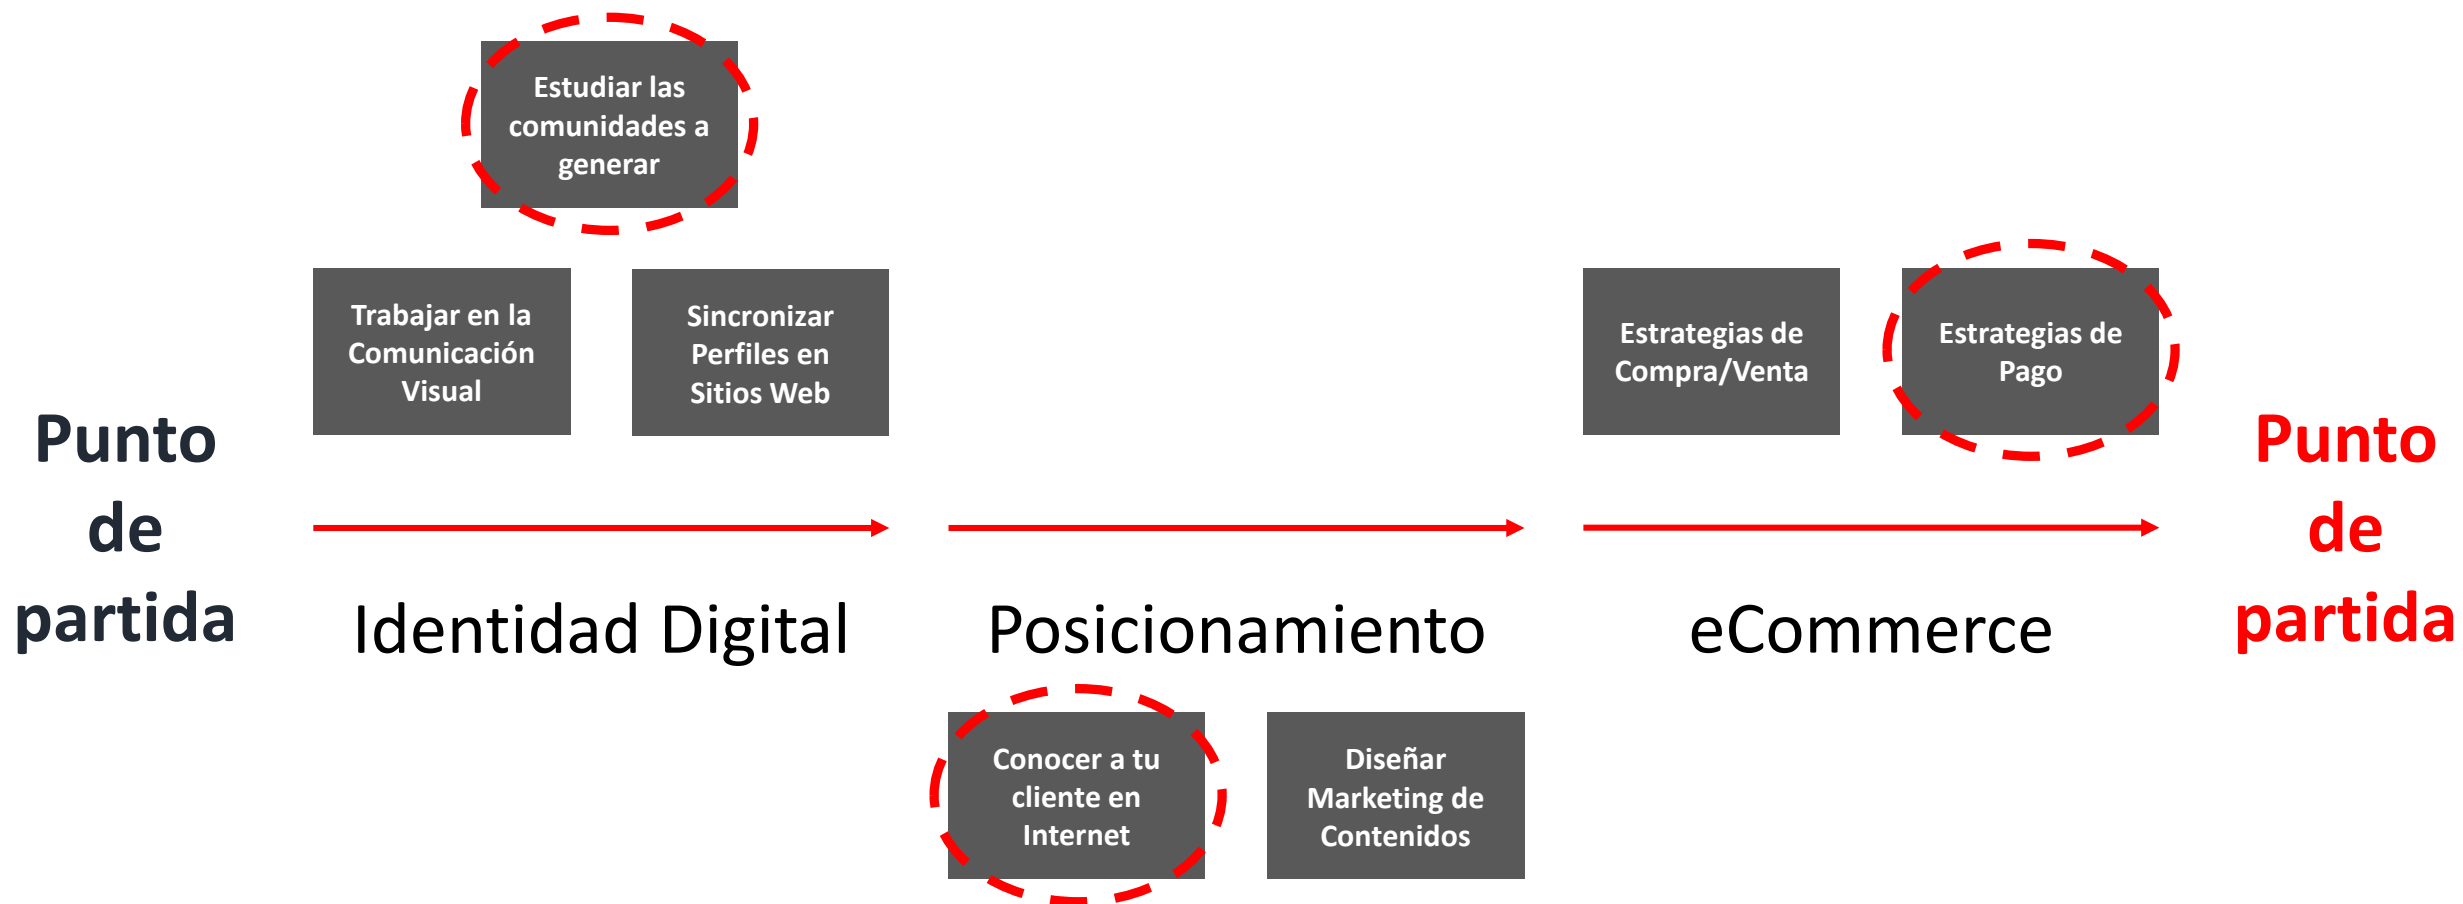 Punto
de
partida
Estudiar las
comunidades a
generar
Trabajar en la
Comunicación
Visual
Sincronizar
Perfiles en
Sitios Web
Identidad Digital
Posicionamiento
Conocer a tu
cliente en
Internet
Diseñar
Marketing de
Contenidos
Estrategias de
Compra/Venta
Estrategias de
Pago
eCommerce
Punto
de
partida